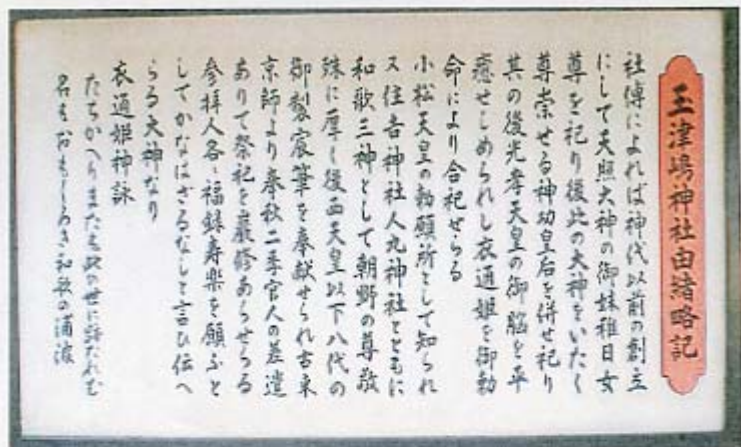 玉津嶋神社由緒略記
社傳によれば神代以前の創立
にして天照大神の御妹稚日女
尊を祀り後此の大神をいたく
尊崇せる神功皇后を併せ祀り
其の後光孝天皇の御脳を平
癒せしめられし衣通姫を御勅
命により合祀せらる
小松天皇の勅願所として知られ
又住吉神社人丸神社とともに
和歌三神として朝野の尊敬
殊に厚く後西天皇以下八代の
御製宸筆を奉献せられ古来
京師より春秋二季官人の差遣
ありて祭祀を厳修あらせらる
参拝人各〻福録寿楽を願ふと
してかなはざるなしと言ひ伝へ
らる大神なり
衣通姫神詠
たちかへりまたも此の世に跡たれむ
名もおもしろき和歌の浦波